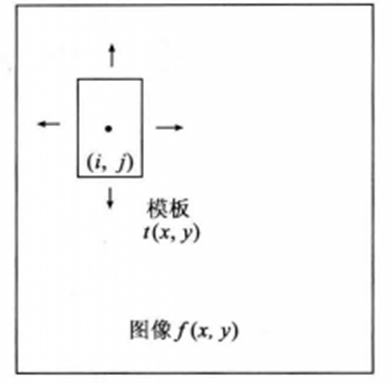 (i, j)
模板
t(x, y)
图像 f(x, y)